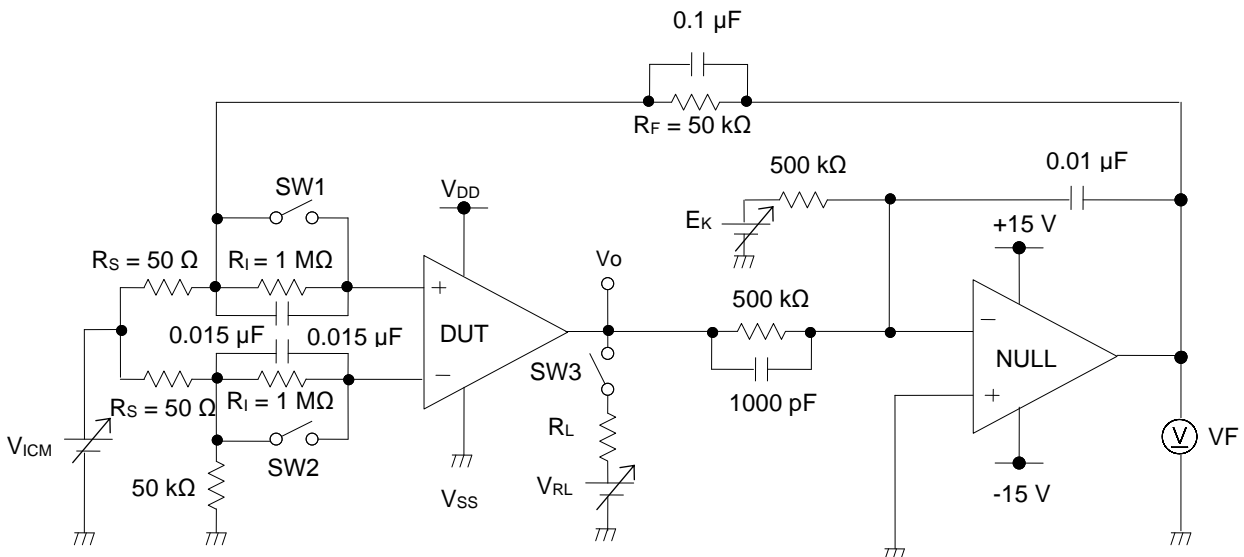 0.1 µF
RF = 50 kΩ
500 kΩ
0.01 µF
SW1
VDD
EK
+15 V
RS = 50 Ω
RI = 1 MΩ
Vo
+
0.015 µF
0.015 µF
DUT
500 kΩ
−
NULL
−
SW3
+
RS = 50 Ω
RI = 1 MΩ
1000 pF
RL
V
VF
VICM
SW2
50 kΩ
VSS
VRL
-15 V